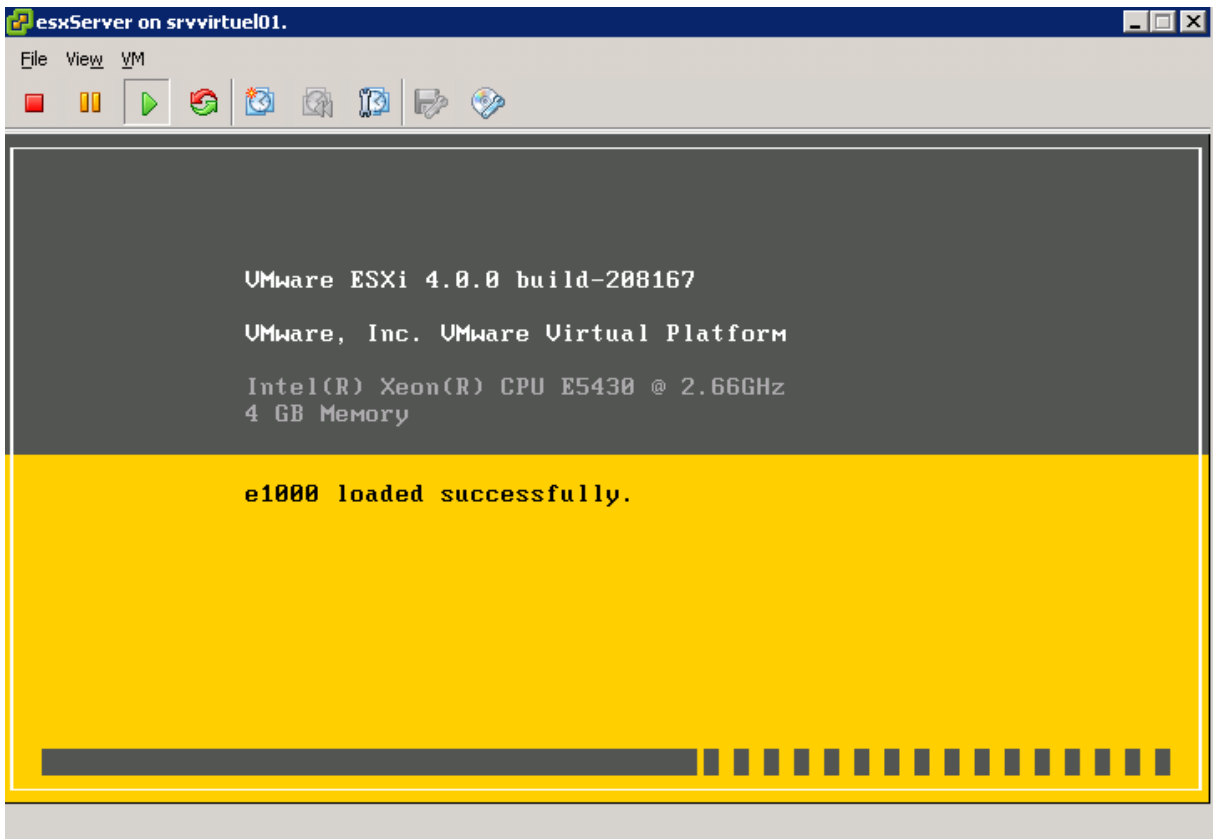 esxServer on srvvirtuel01.
File View VM
VMware ESXi 4.0.0 build-208167
VMware, Inc. VMware Virtual Platform
Intel(R) Xeon(R) CPU E5430 @ 2.66GHz
4 GB Memory
e1000 loaded successfully.